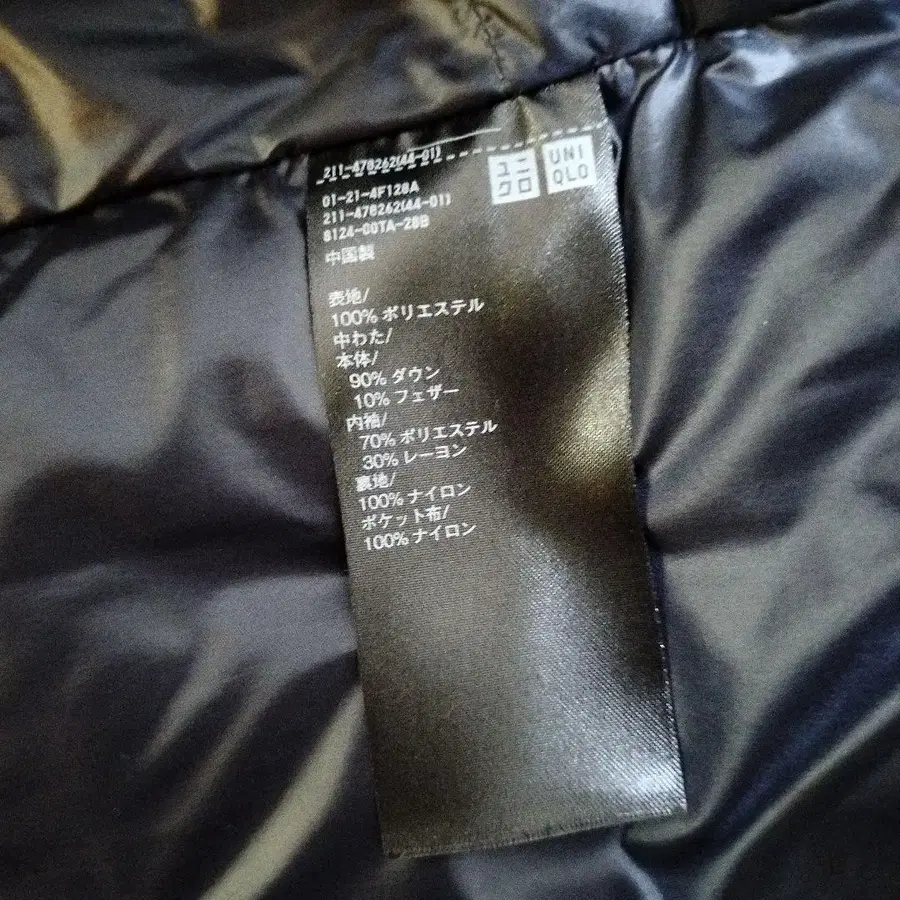 211-478262(44-01)
ユニ
クロ
UNI
QLO
01-21-4F128A
211-478262(44-01)
8124-00TA-28B
中国製
表地/
100% ポリエステル
中わた/
本体/
90% ダウン
10% フェザー
内袖/
70% ポリエステル
30% レーヨン
裏地/
100% ナイロン
ポケット布/
100% ナイロン